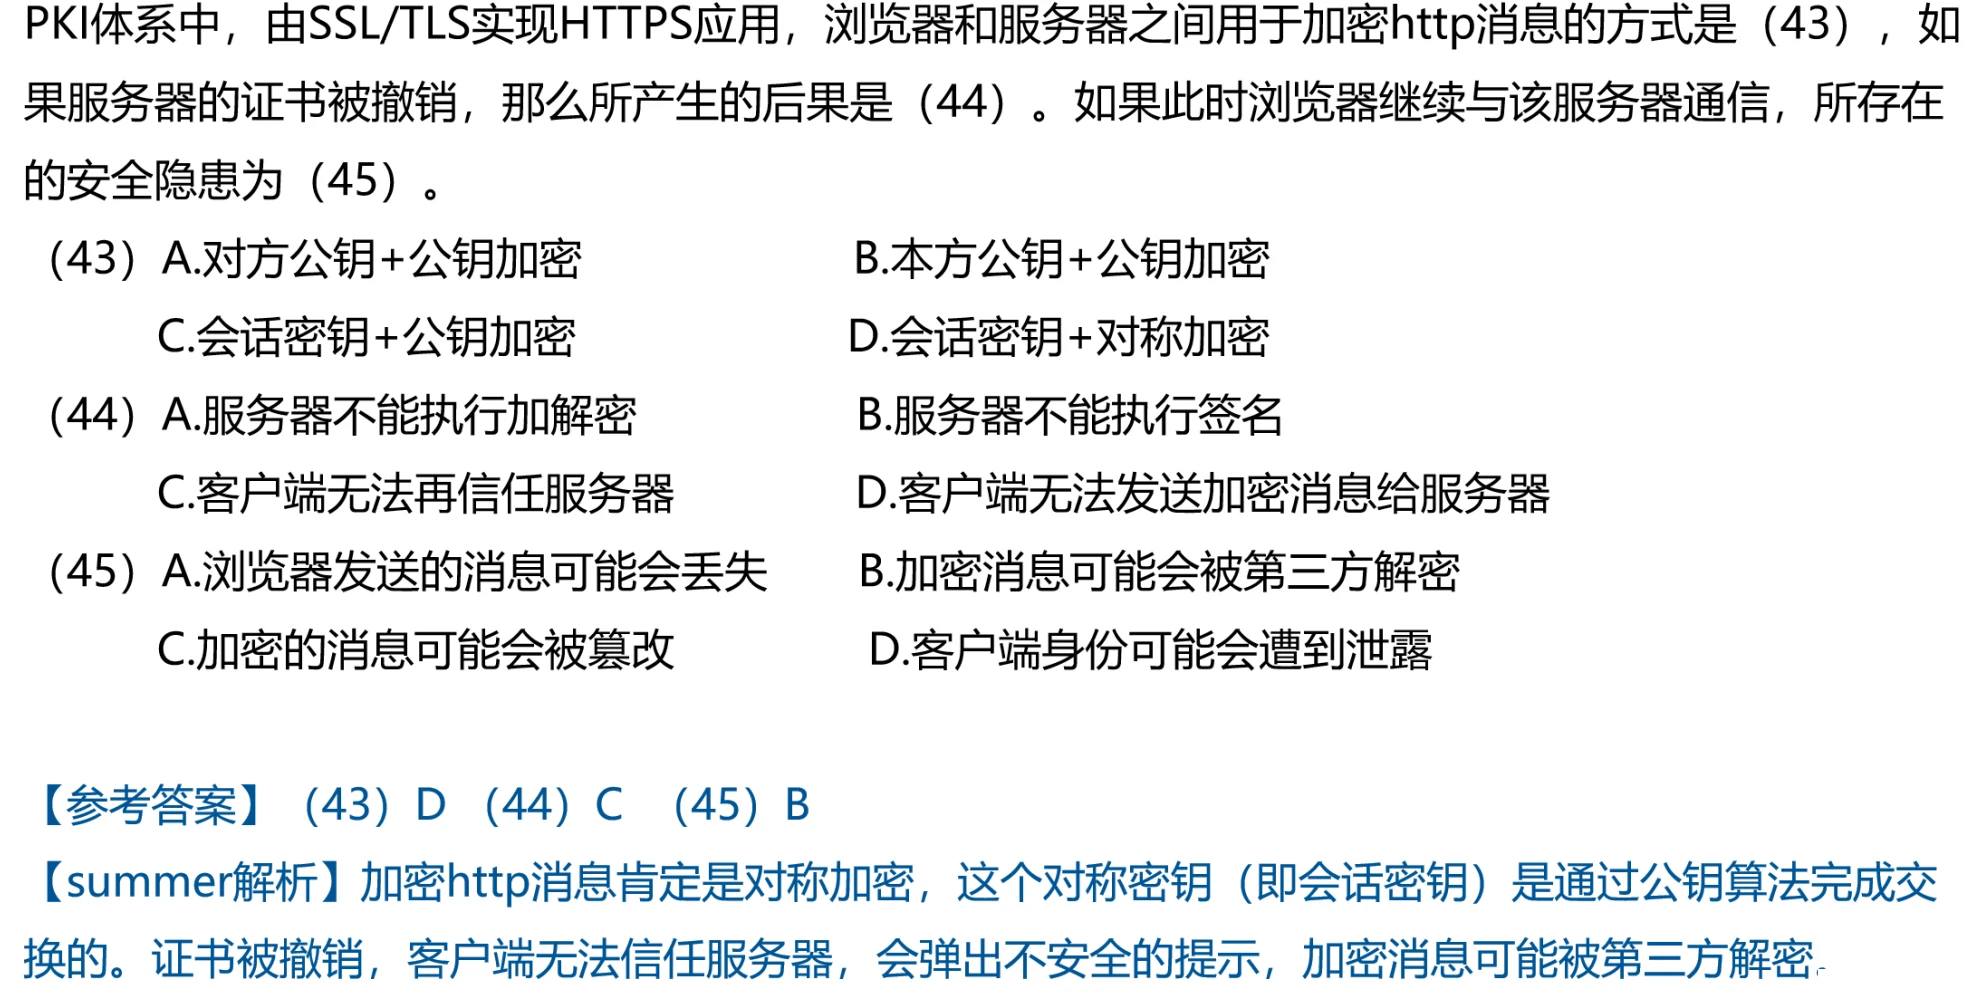 PKI体系中，由SSL/TLS实现HTTPS应用，浏览器和服务器之间用于加密http消息的方式是（43），如
果服务器的证书被撤销，那么所产生的后果是（44）。如果此时浏览器继续与该服务器通信，所存在
的安全隐患为（45）。
（43）A.对方公钥+公钥加密 B.本方公钥+公钥加密
C.会话密钥+公钥加密 D.会话密钥+对称加密
（44）A.服务器不能执行加解密 B.服务器不能执行签名
C.客户端无法再信任服务器 D.客户端无法发送加密消息给服务器
（45）A.浏览器发送的消息可能会丢失 B.加密消息可能会被第三方解密
C.加密的消息可能会被篡改 D.客户端身份可能会遭到泄露
【参考答案】（43）D （44）C （45）B
【summer解析】加密http消息肯定是对称加密，这个对称密钥（即会话密钥）是通过公钥算法完成交
换的。证书被撤销，客户端无法信任服务器，会弹出不安全的提示，加密消息可能被第三方解密。